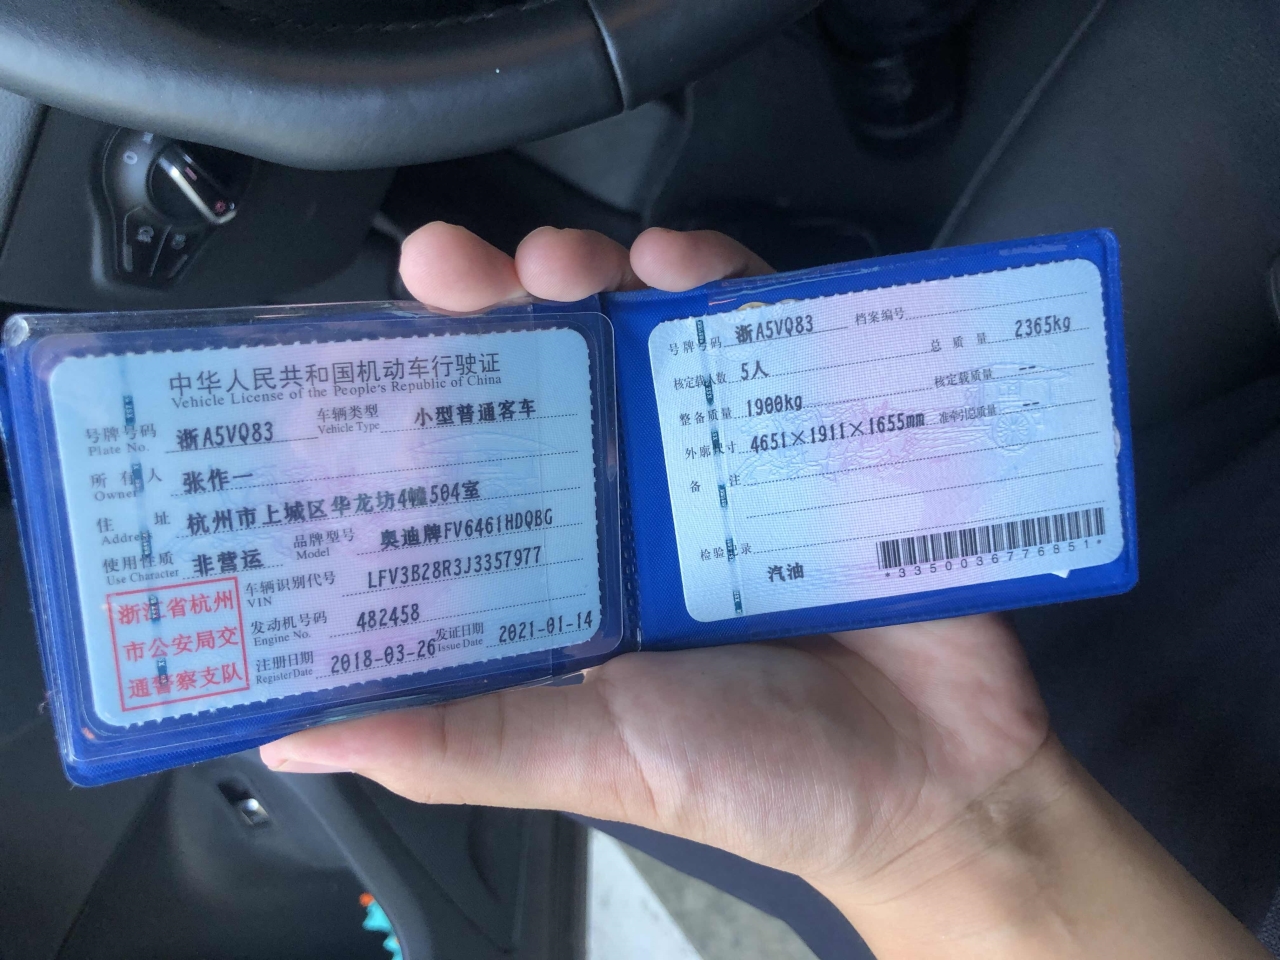 中华人民共和国机动车行驶证
Vehicle License of the People's Republic of China
号牌号码 浙A5VQ83 车辆类型 小型普通客车
Plate No. Vehicle Type
所有人 张作一
Owner
住址 杭州市上城区华龙坊4幢504室
Address
使用性质 非营运 品牌型号 奥迪牌FV6461HDQBG
Use Character Model
浙江省杭州
市公安局交
通警察支队
车辆识别代号 LFV3B28R3J3357977
VIN
发动机号码 482458
Engine No.
注册日期 2018-03-26 发证日期 2021-01-14
Register Date Issue Date
号牌号码 浙A5VQ83 档案编号
核定载人数 5人 总质量 2365kg
整备质量 1900kg 核定载质量 --
外廓尺寸 4651×1911×1655mm 准牵引总质量 --
备注
检验记录
汽油
*3350036776851*
0